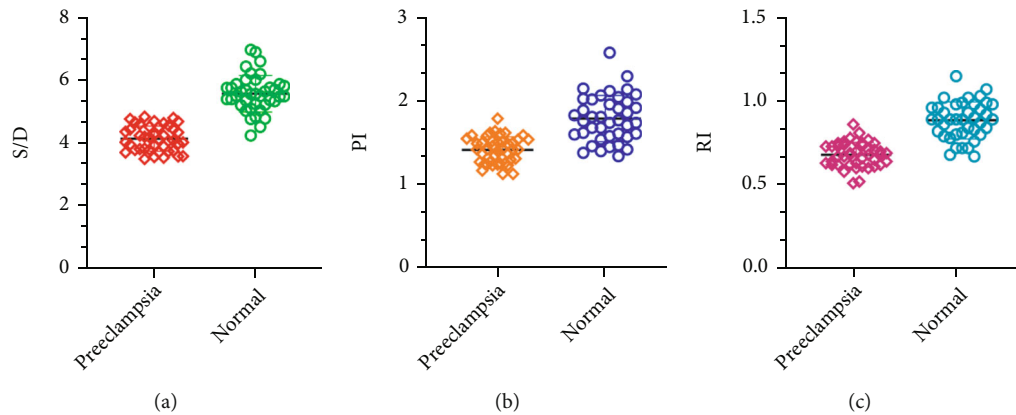 8
6
4
2
0
S/D
Preeclampsia
Normal
(a)
3
2
1
0
PI
Preeclampsia
Normal
(b)
1.5
1.0
0.5
0.0
RI
Preeclampsia
Normal
(c)